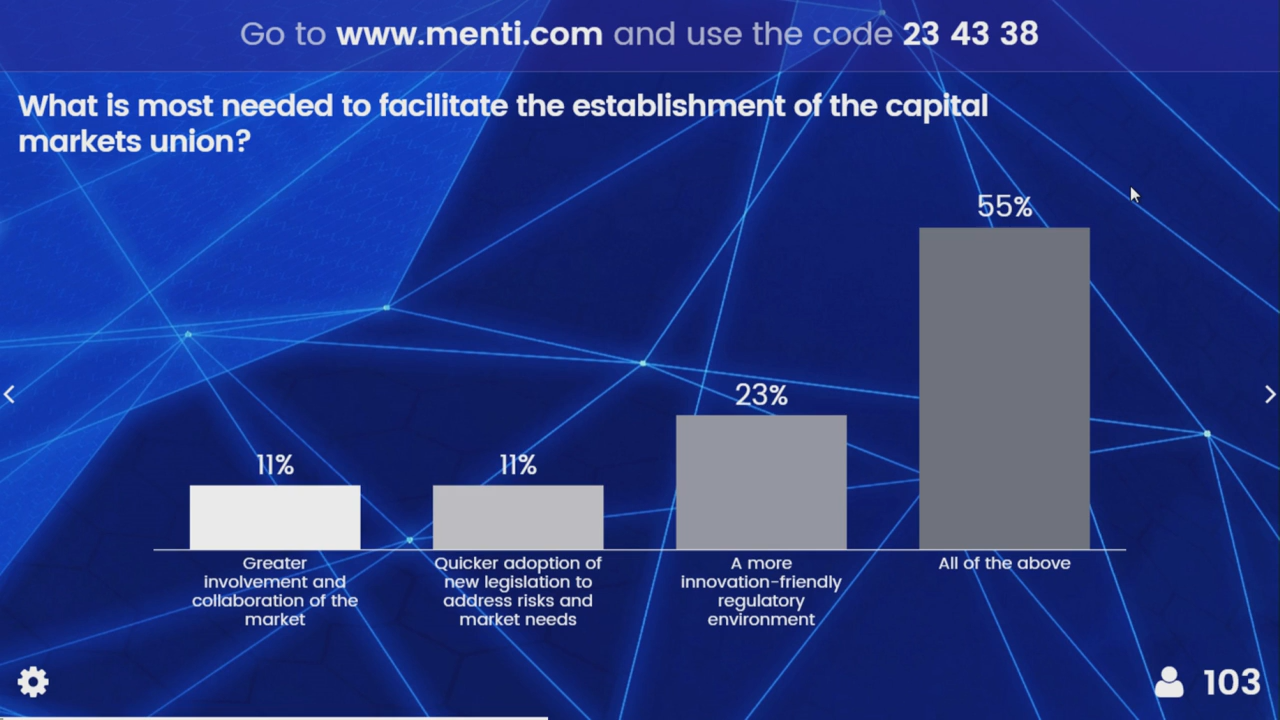 Go to www.menti.com and use the code 23 43 38
What is most needed to facilitate the establishment of the capital
markets union?
11%
11%
23%
55%
Greater
involvement and
collaboration of the
market
Quicker adoption of
new legislation to
address risks and
market needs
A more
innovation-friendly
regulatory
environment
All of the above
103